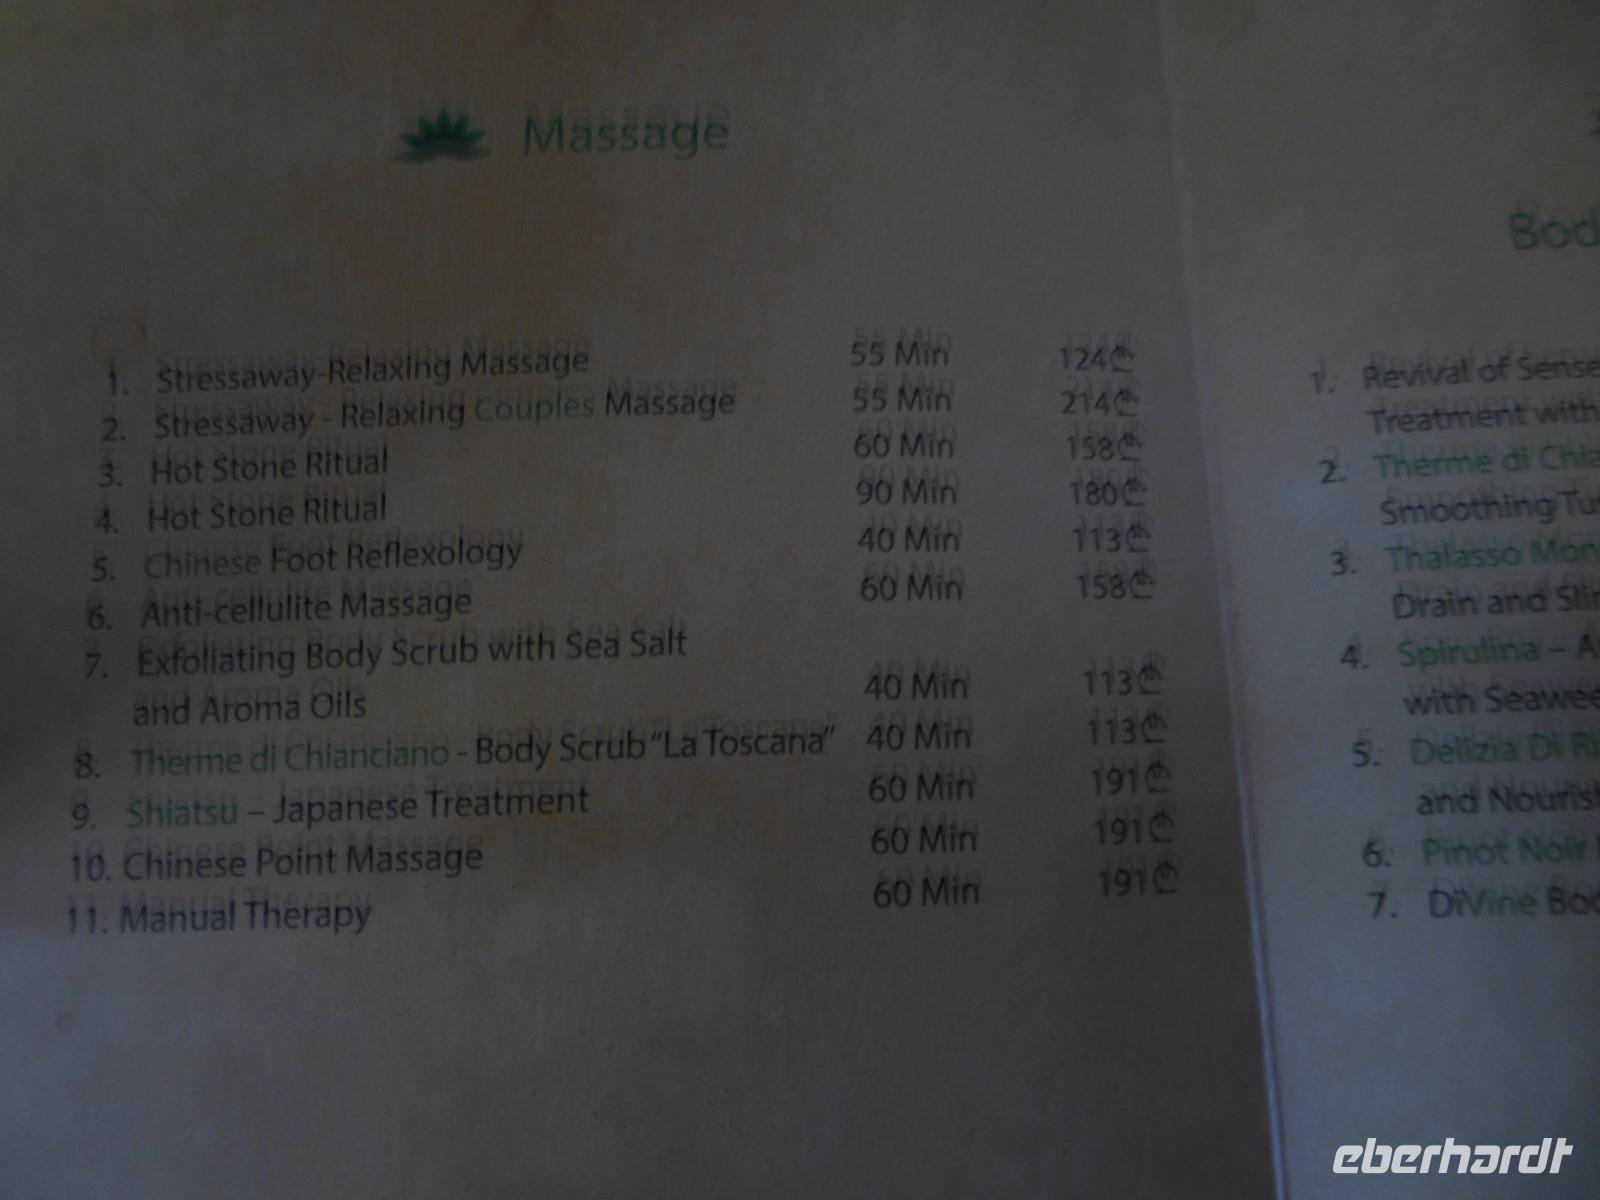 Massage
1. Stressaway-Relaxing Massage 55 Min 124₾
2. Stressaway - Relaxing Couples Massage 55 Min 214₾
3. Hot Stone Ritual 60 Min 158₾
4. Hot Stone Ritual 90 Min 180₾
5. Chinese Foot Reflexology 40 Min 113₾
6. Anti-cellulite Massage 60 Min 158₾
7. Exfoliating Body Scrub with Sea Salt
and Aroma Oils 40 Min 113₾
8. Therme di Chianciano - Body Scrub "La Toscana" 40 Min 113₾
9. Shiatsu – Japanese Treatment 60 Min 191₾
10. Chinese Point Massage 60 Min 191₾
11. Manual Therapy 60 Min 191₾
Bod
1. Revival of Sense
Treatment with
2. Therme di Chia
Smoothing Tu
3. Thalasso Mon
Drain and Sli
4. Spirulina – A
with Seawee
5. Delizia Di Ri
and Nouris
6. Pinot Noir
7. DiVine Bod
eberhardt